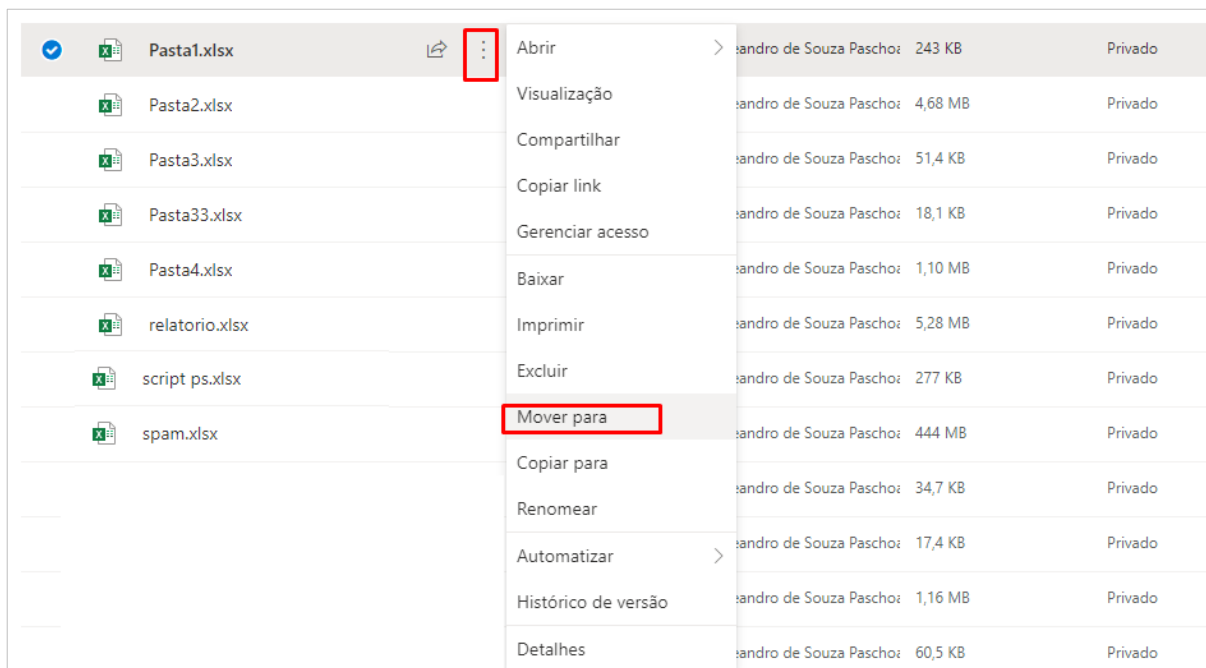 Pasta1.xlsx Abrir eandro de Souza Paschoa 243 KB Privado
Pasta2.xlsx Visualização eandro de Souza Paschoa 4,68 MB Privado
Compartilhar
Pasta3.xlsx eandro de Souza Paschoa 51,4 KB Privado
Copiar link
Pasta33.xlsx eandro de Souza Paschoa 18,1 KB Privado
Gerenciar acesso
Pasta4.xlsx Baixar eandro de Souza Paschoa 1,10 MB Privado
relatorio.xlsx Imprimir eandro de Souza Paschoa 5,28 MB Privado
script ps.xlsx Excluir eandro de Souza Paschoa 277 KB Privado
Mover para
spam.xlsx eandro de Souza Paschoa 444 MB Privado
Copiar para
eandro de Souza Paschoa 34,7 KB Privado
Renomear
Automatizar eandro de Souza Paschoa 17,4 KB Privado
Histórico de versão eandro de Souza Paschoa 1,16 MB Privado
Detalhes eandro de Souza Paschoa 60,5 KB Privado